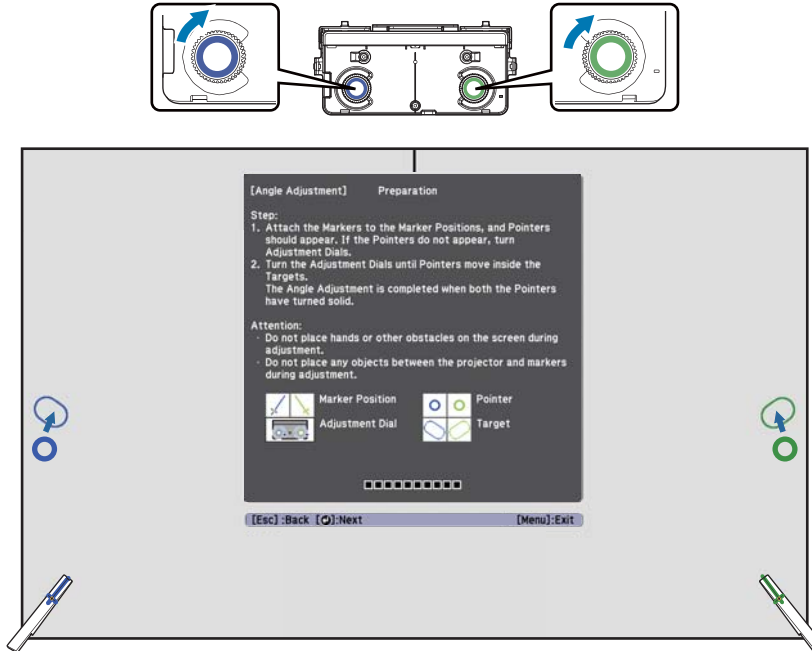 [Angle Adjustment] Preparation
Step:
1. Attach the Markers to the Marker Positions, and Pointers
should appear. If the Pointers do not appear, turn
Adjustment Dials.
2. Turn the Adjustment Dials until Pointers move inside the
Targets.
The Angle Adjustment is completed when both the Pointers
have turned solid.
Attention:
· Do not place hands or other obstacles on the screen during
adjustment.
· Do not place any objects between the projector and markers
during adjustment.
Marker Position Pointer
Adjustment Dial Target
[Esc] :Back [⏎]:Next [Menu]:Exit